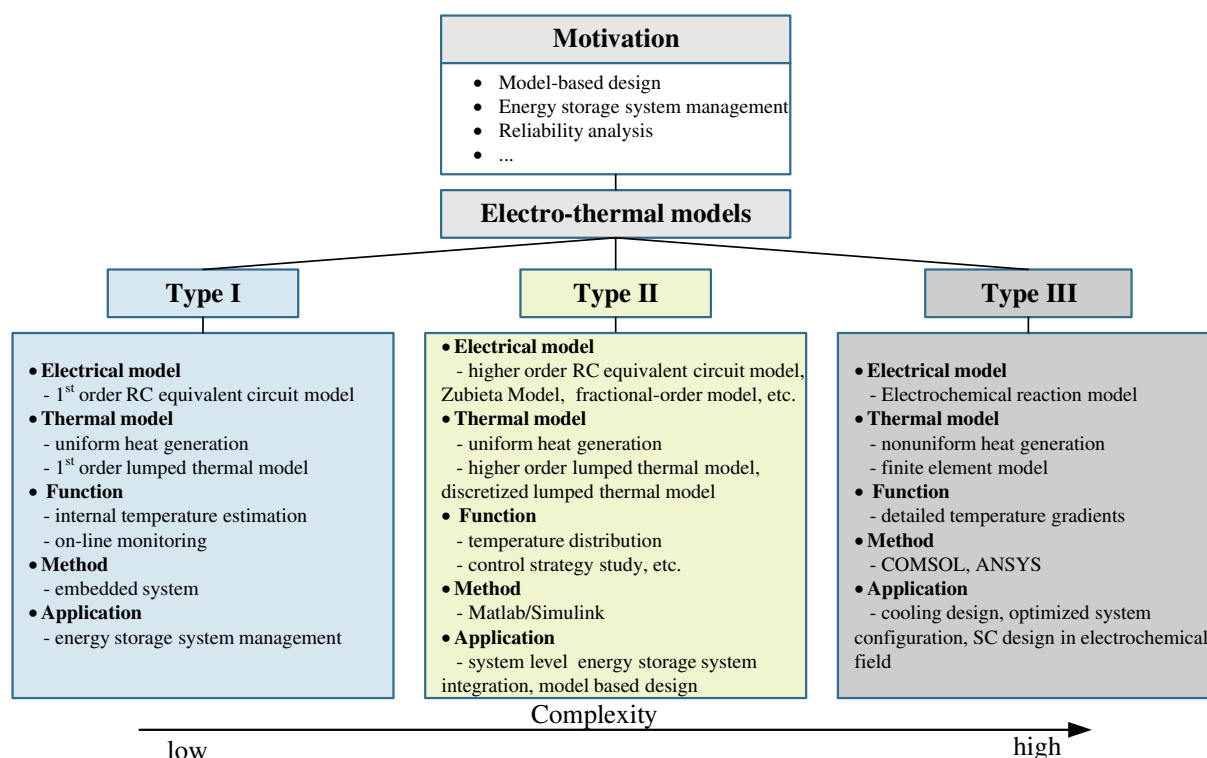 Motivation
• Model-based design
• Energy storage system management
• Reliability analysis
• ...
Electro-thermal models
Type I
• Electrical model
- 1st order RC equivalent circuit model
• Thermal model
- uniform heat generation
- 1st order lumped thermal model
• Function
- internal temperature estimation
- on-line monitoring
• Method
- embedded system
• Application
- energy storage system management
Type II
• Electrical model
- higher order RC equivalent circuit model,
Zubieta Model, fractional-order model, etc.
• Thermal model
- uniform heat generation
- higher order lumped thermal model,
discretized lumped thermal model
• Function
- temperature distribution
- control strategy study, etc.
• Method
- Matlab/Simulink
• Application
- system level energy storage system
integration, model based design
Type III
• Electrical model
- Electrochemical reaction model
• Thermal model
- nonuniform heat generation
- finite element model
• Function
- detailed temperature gradients
• Method
- COMSOL, ANSYS
• Application
- cooling design, optimized system
configuration, SC design in electrochemical
field
Complexity
low
high